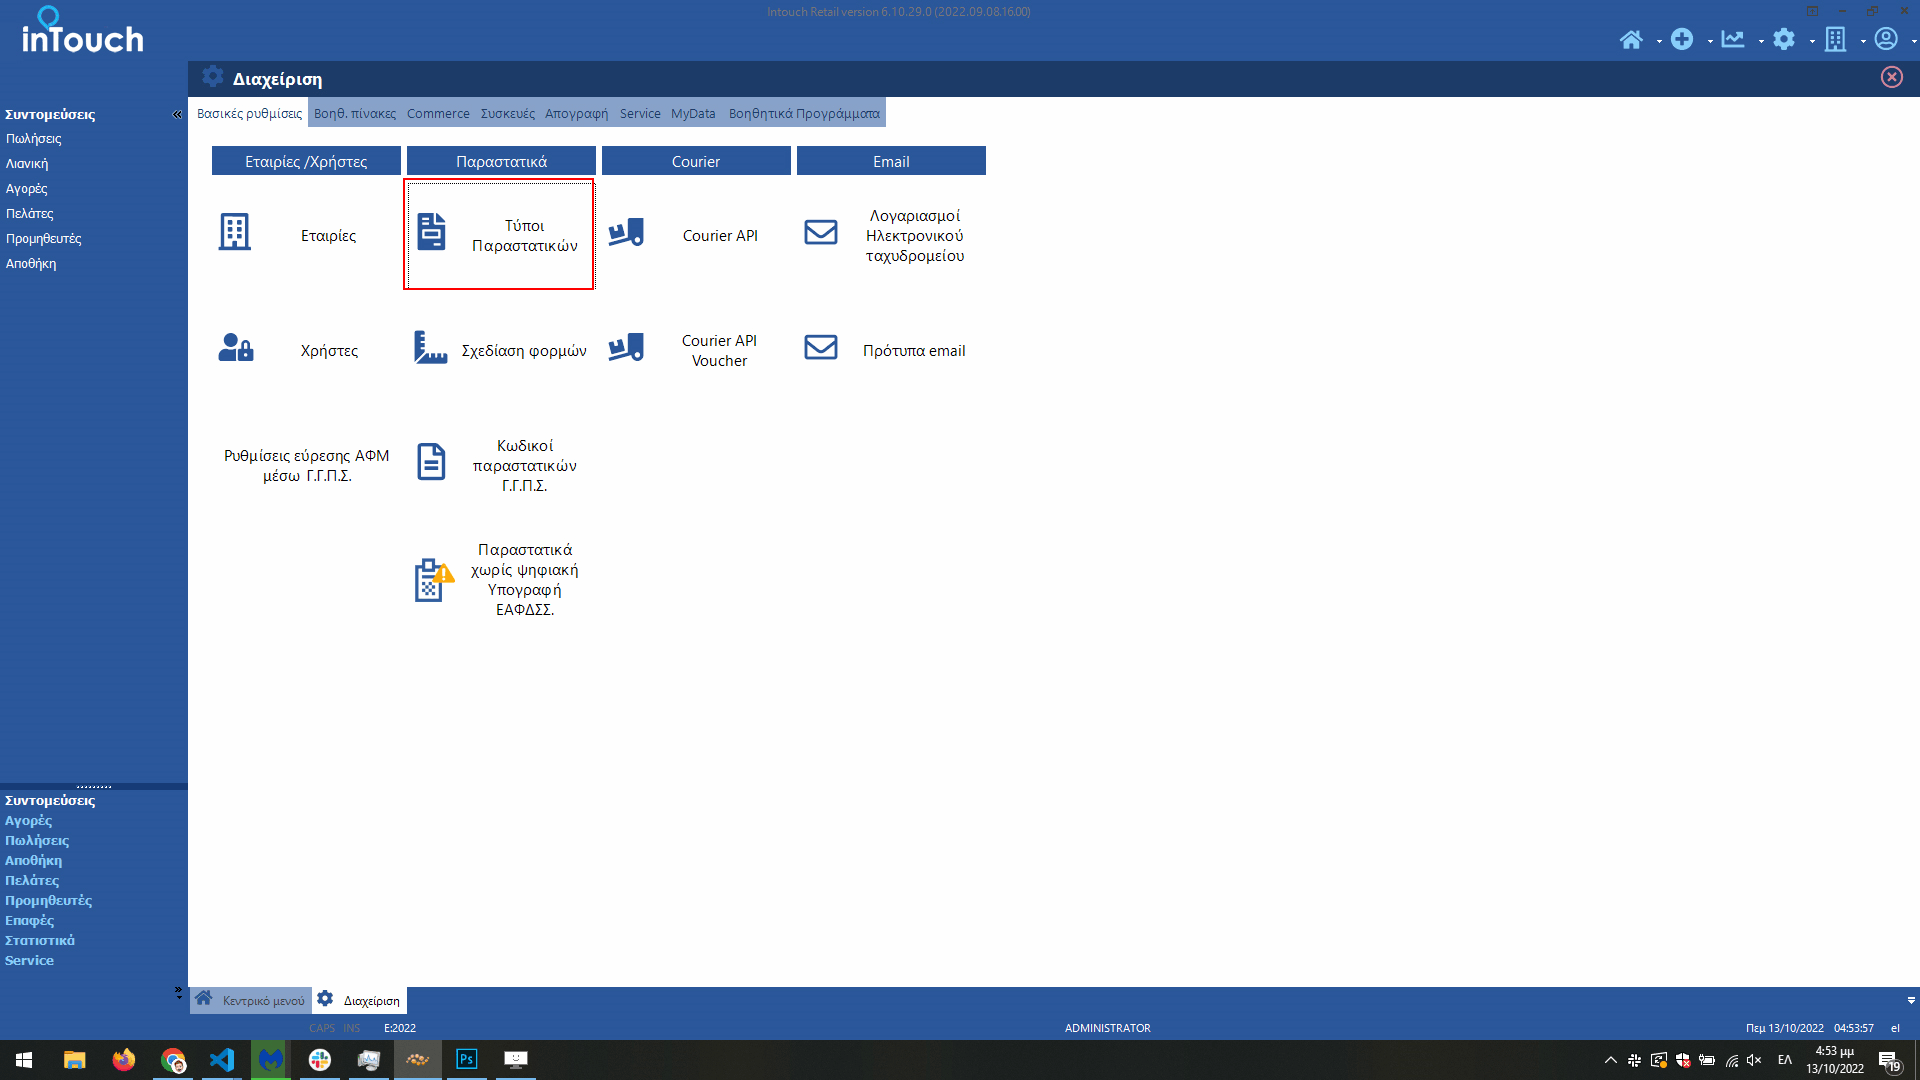 Intouch Retail version 6.10.29.0 (2022.09.08.16.00)
inTouch
Διαχείριση
Συντομεύσεις
Πωλήσεις
Λιανική
Αγορές
Πελάτες
Προμηθευτές
Αποθήκη
Βασικές ρυθμίσεις Βοηθ. πίνακες Commerce Συσκευές Απογραφή Service MyData Βοηθητικά Προγράμματα
Εταιρίες /Χρήστες Παραστατικά Courier Email
Εταιρίες
Τύποι
Παραστατικών
Courier API
Λογαριασμοί
Ηλεκτρονικού
ταχυδρομείου
Χρήστες
Σχεδίαση φορμών
Courier API
Voucher
Πρότυπα email
Ρυθμίσεις εύρεσης ΑΦΜ
μέσω Γ.Γ.Π.Σ.
Κωδικοί
παραστατικών
Γ.Γ.Π.Σ.
Παραστατικά
χωρίς ψηφιακή
Υπογραφή
ΕΑΦΔΣΣ.
Συντομεύσεις
Αγορές
Πωλήσεις
Αποθήκη
Πελάτες
Προμηθευτές
Επαφές
Στατιστικά
Service
Κεντρικό μενού Διαχείριση
CAPS INS E:2022 ADMINISTRATOR Πεμ 13/10/2022 04:53:57 el
Ps
ΕΛ
4:53 μμ
13/10/2022
19